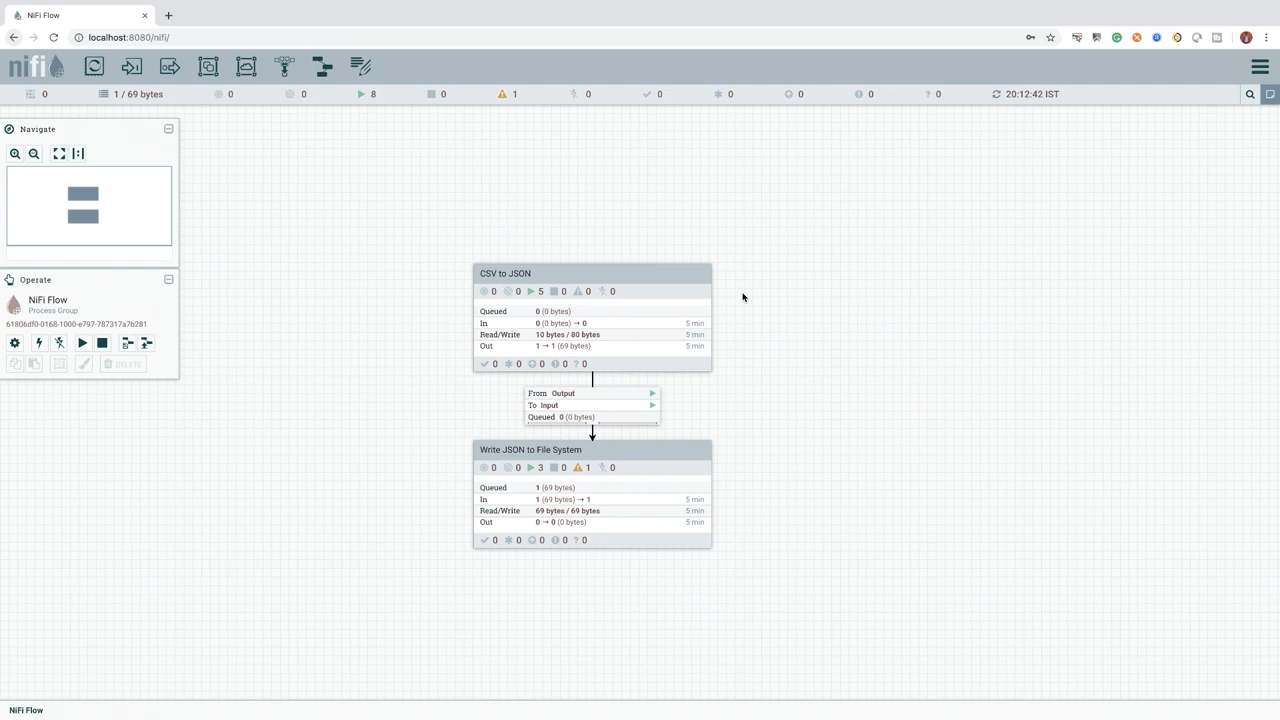 NiFi Flow
localhost:8080/nifi/
nifi
0 1 / 69 bytes 0 0 8 0 1 0 0 0 0 0 ? 0 20:12:42 IST
Navigate
Operate
NiFi Flow
Process Group
61806df0-0168-1000-e797-787317a7b281
DELETE
CSV to JSON
0 0 5 0 0 0
Queued 0 (0 bytes)
In 0 (0 bytes) → 0 5 min
Read/Write 10 bytes / 80 bytes 5 min
Out 1 → 1 (69 bytes) 5 min
0 0 0 0 ? 0
From Output
To Input
Queued 0 (0 bytes)
Write JSON to File System
0 0 3 0 1 0
Queued 1 (69 bytes)
In 1 (69 bytes) → 1 5 min
Read/Write 69 bytes / 69 bytes 5 min
Out 0 → 0 (0 bytes) 5 min
0 0 0 0 ? 0
NiFi Flow